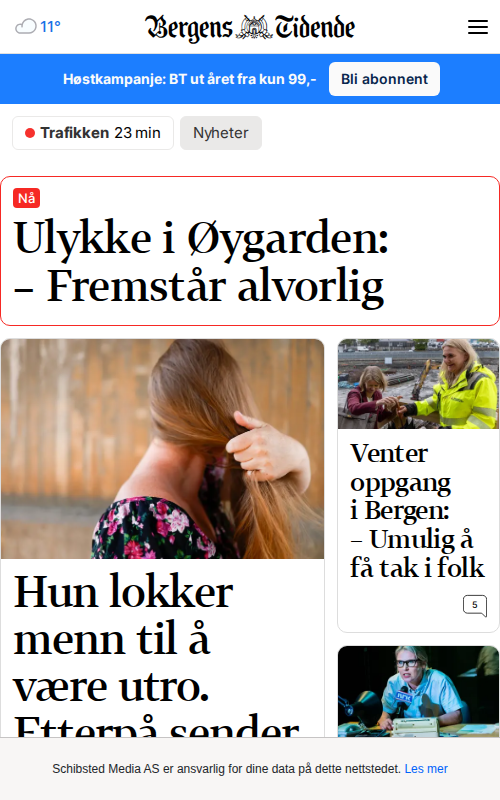 11°
Bergens Tidende
Høstkampanje: BT ut året fra kun 99,-
Bli abonnent
Trafikken 23 min
Nyheter
Nå
Ulykke i Øygarden:
– Fremstår alvorlig
Hun lokker
menn til å
være utro.
Etterpå sender
Venter
oppgang
i Bergen:
– Umulig å
få tak i folk
5
Schibsted Media AS er ansvarlig for dine data på dette nettstedet. Les mer